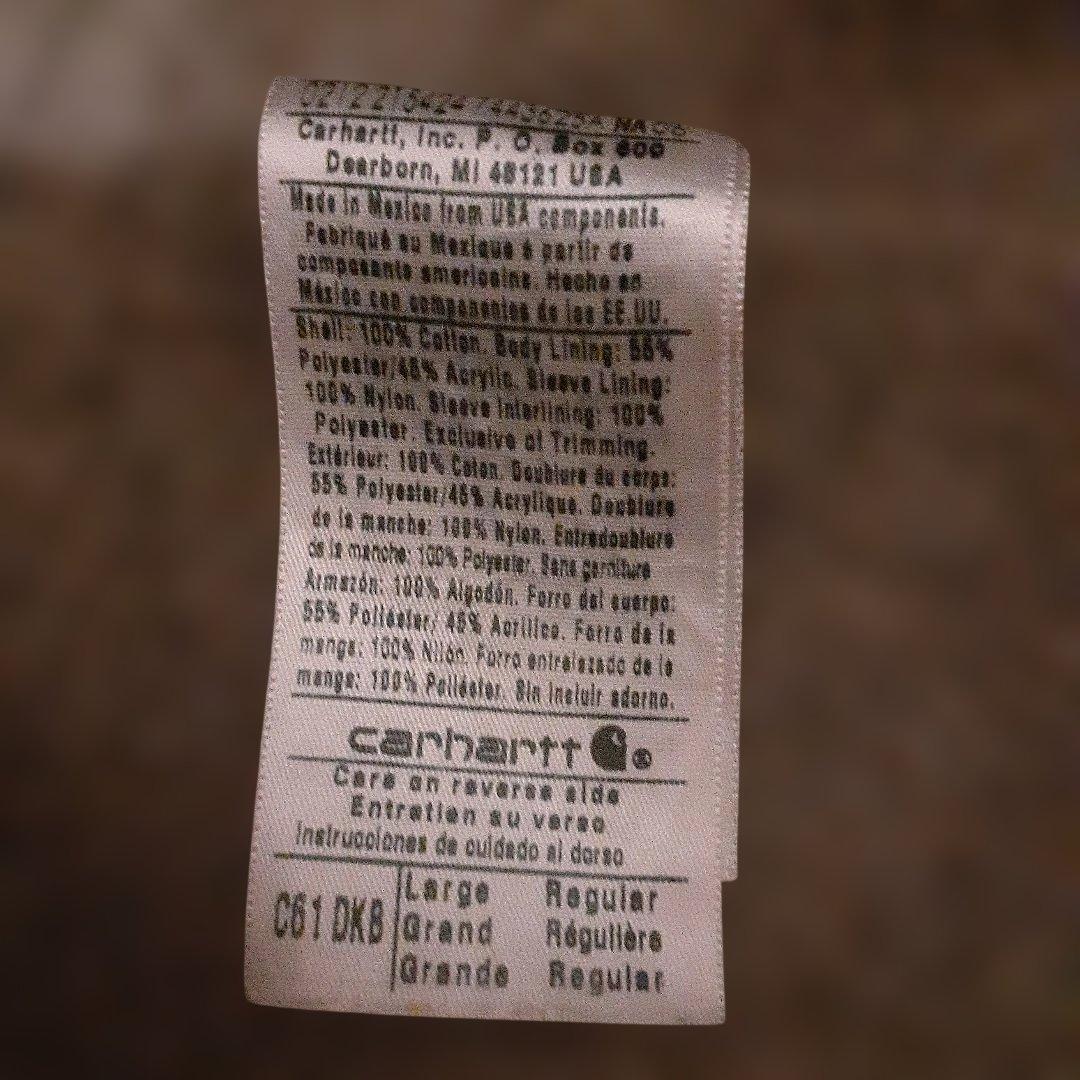 Carhartt, Inc. P. O. Box 600
Dearborn, MI 48121 USA
Made in Mexico from USA components.
Fabriqué au Mexique à partir de
composants americains. Hecho en
México con componentes de los EE.UU.
Shell: 100% Cotton. Body Lining: 55%
Polyester/45% Acrylic. Sleeve Lining:
100% Nylon. Sleeve Interlining: 100%
Polyester. Exclusive of Trimming.
Extérieur: 100% Coton. Doublure du corps:
55% Polyester/45% Acrylique. Doublure
de la manche: 100% Nylon. Entredoublure
de la manche: 100% Polyester. Sans garniture
Armazón: 100% Algodón. Forro del cuerpo:
55% Poliéster/ 45% Acrílico. Forro de la
manga: 100% Nilón. Forro entrelazado de la
manga: 100% Poliéster. Sin incluir adorno.
carhartt ®
Care on reverse side
Entretien au verso
Instrucciones de cuidado al dorso
C61 DKB
Large Regular
Grand Régulière
Grande Regular